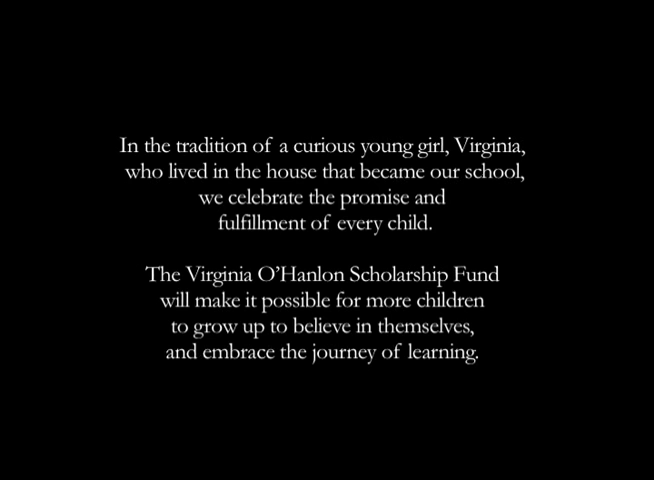 In the tradition of a curious young girl, Virginia,
who lived in the house that became our school,
we celebrate the promise and
fulfillment of every child.
The Virginia O'Hanlon Scholarship Fund
will make it possible for more children
to grow up to believe in themselves,
and embrace the journey of learning.